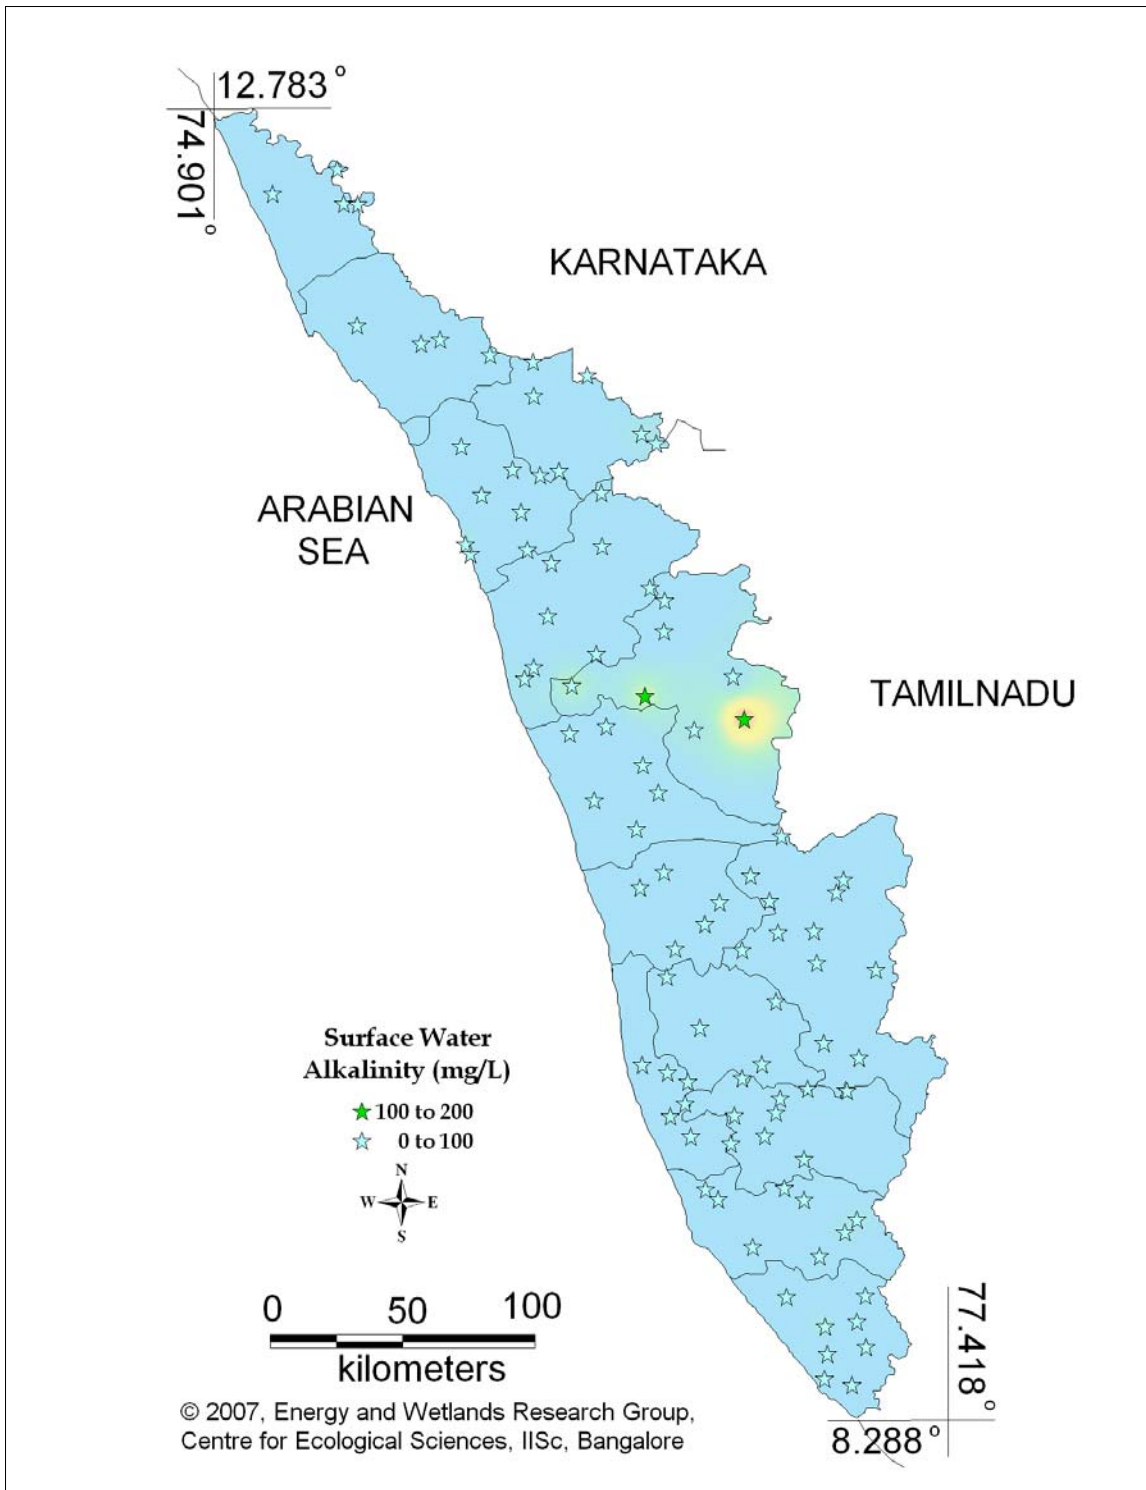 12.783°
74.901°
KARNATAKA
ARABIAN
SEA
TAMILNADU
Surface Water
Alkalinity (mg/L)
100 to 200
0 to 100
N
W E
S
0 50 100
kilometers
77.418°
8.288°
© 2007, Energy and Wetlands Research Group,
Centre for Ecological Sciences, IISc, Bangalore